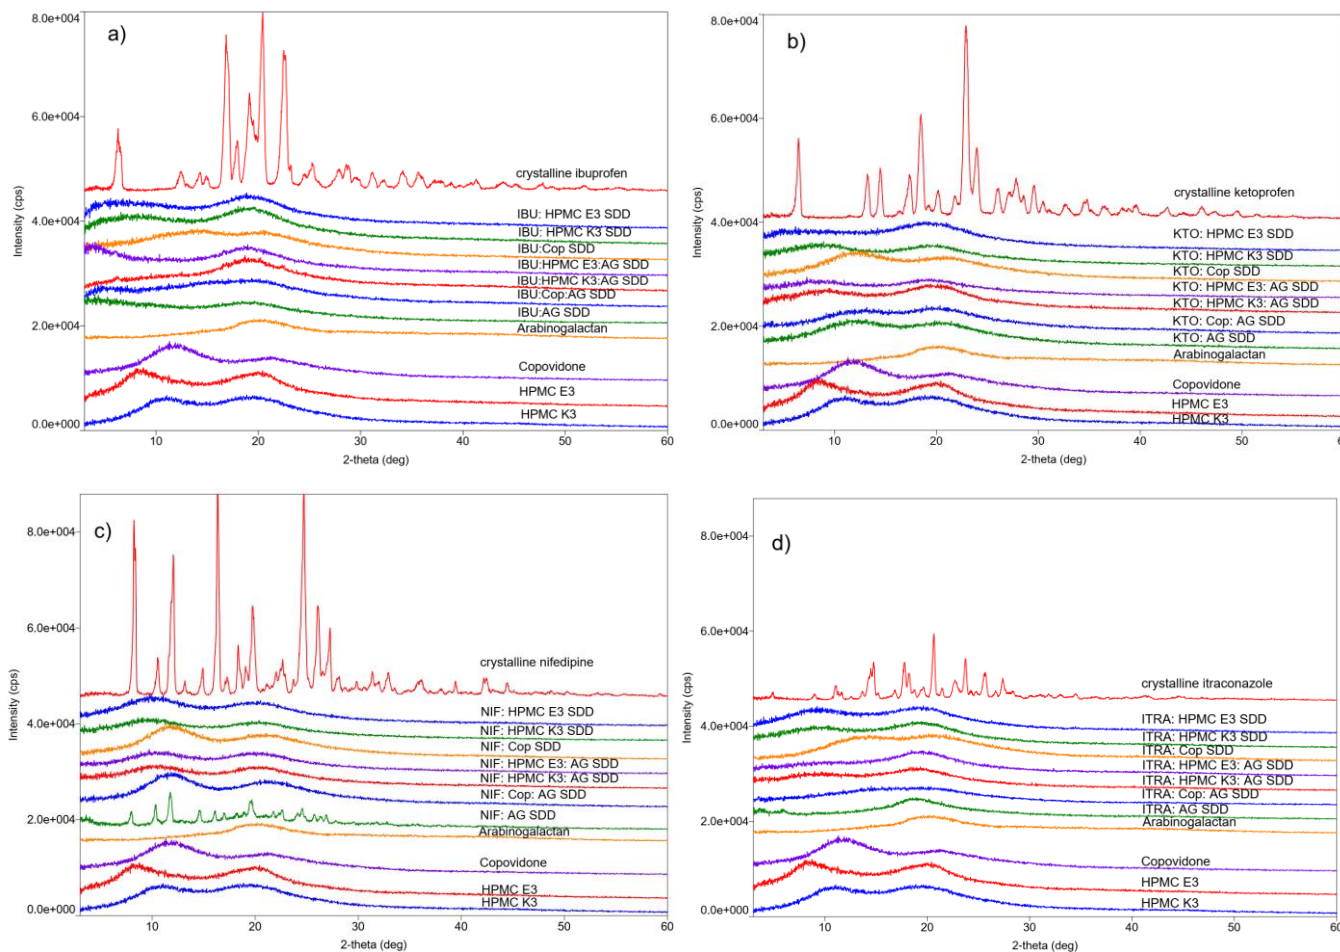 a)
8.0e+004
6.0e+004
4.0e+004
2.0e+004
0.0e+000
Intensity (cps)
crystalline ibuprofen
IBU: HPMC E3 SDD
IBU: HPMC K3 SDD
IBU:Cop SDD
IBU:HPMC E3:AG SDD
IBU:HPMC K3:AG SDD
IBU:Cop:AG SDD
IBU:AG SDD
Arabinogalactan
Copovidone
HPMC E3
HPMC K3
10 20 30 40 50 60
2-theta (deg)
b)
8.0e+004
6.0e+004
4.0e+004
2.0e+004
0.0e+000
Intensity (cps)
crystalline ketoprofen
KTO: HPMC E3 SDD
KTO: HPMC K3 SDD
KTO: Cop SDD
KTO: HPMC E3: AG SDD
KTO: HPMC K3: AG SDD
KTO: Cop: AG SDD
KTO: AG SDD
Arabinogalactan
Copovidone
HPMC E3
HPMC K3
10 20 30 40 50 60
2-theta (deg)
c)
8.0e+004
6.0e+004
4.0e+004
2.0e+004
0.0e+000
Intensity (cps)
crystalline nifedipine
NIF: HPMC E3 SDD
NIF: HPMC K3 SDD
NIF: Cop SDD
NIF: HPMC E3: AG SDD
NIF: HPMC K3: AG SDD
NIF: Cop: AG SDD
NIF: AG SDD
Arabinogalactan
Copovidone
HPMC E3
HPMC K3
10 20 30 40 50 60
2-theta (deg)
d)
8.0e+004
6.0e+004
4.0e+004
2.0e+004
0.0e+000
Intensity (cps)
crystalline itraconazole
ITRA: HPMC E3 SDD
ITRA: HPMC K3 SDD
ITRA: Cop SDD
ITRA: HPMC E3: AG SDD
ITRA: HPMC K3: AG SDD
ITRA: Cop: AG SDD
ITRA: AG SDD
Arabinogalactan
Copovidone
HPMC E3
HPMC K3
10 20 30 40 50 60
2-theta (deg)